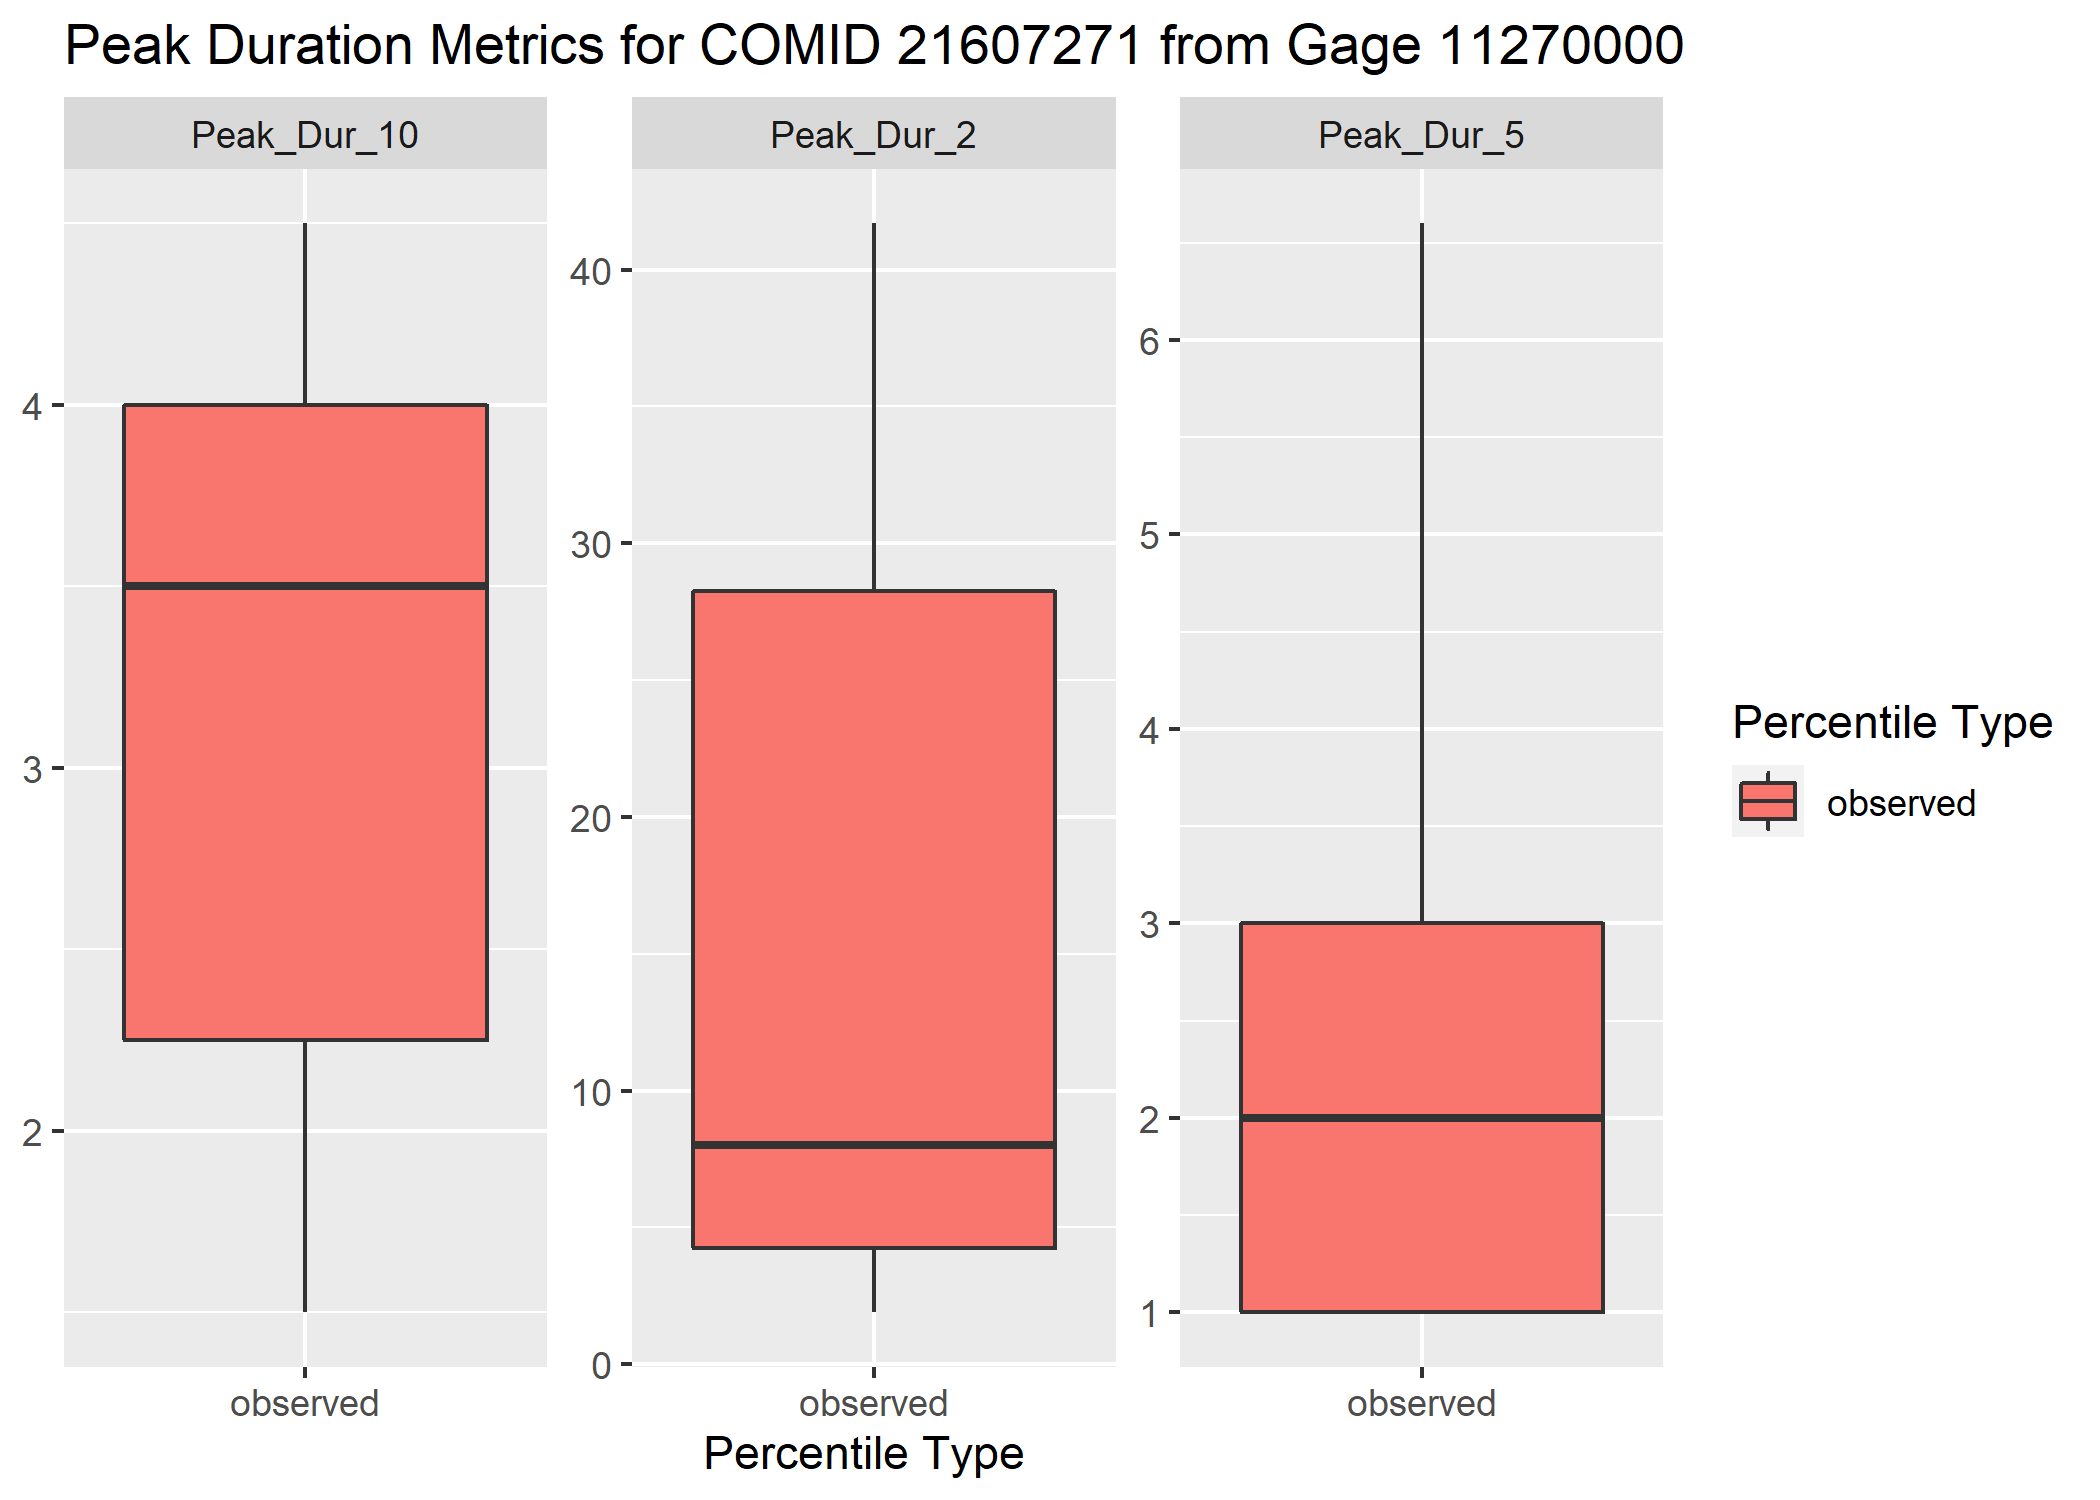 Peak Duration Metrics for COMID 21607271 from Gage 11270000
Peak_Dur_10
Peak_Dur_2
Peak_Dur_5
4
3
2
40
30
20
10
0
6
5
4
3
2
1
observed
observed
observed
Percentile Type
Percentile Type
observed